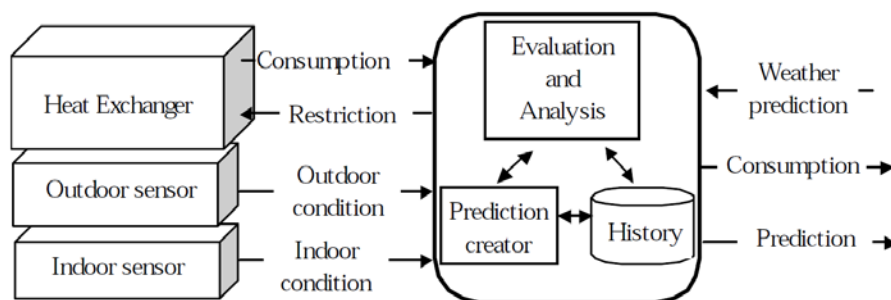 Heat Exchanger
Outdoor sensor
Indoor sensor
Consumption
Restriction
Outdoor
condition
Indoor
condition
Evaluation
and
Analysis
Prediction
creator
History
Weather
prediction
Consumption
Prediction